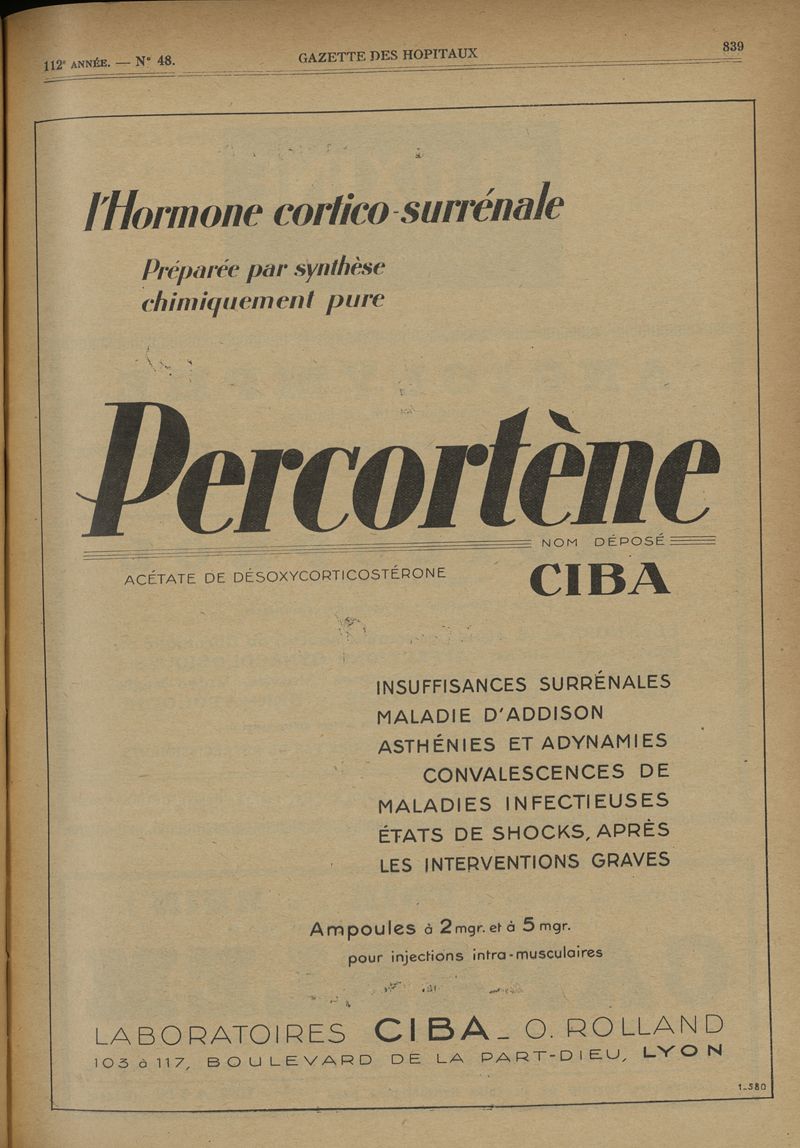 112e ANNÉE. — N° 48.
GAZETTE DES HOPITAUX
839
l'Hormone cortico-surrénale
Préparée par synthèse
chimiquement pure
Percortène
NOM DÉPOSÉ
ACÉTATE DE DÉSOXYCORTICOSTÉRONE
CIBA
INSUFFISANCES SURRÉNALES
MALADIE D'ADDISON
ASTHÉNIES ET ADYNAMIES
CONVALESCENCES DE
MALADIES INFECTIEUSES
ÉTATS DE SHOCKS, APRÈS
LES INTERVENTIONS GRAVES
Ampoules à 2 mgr. et à 5 mgr.
pour injections intra-musculaires
LABORATOIRES CIBA_ O. ROLLAND
103 à 117, BOULEVARD DE LA PART-DIEU, LYON
1-580